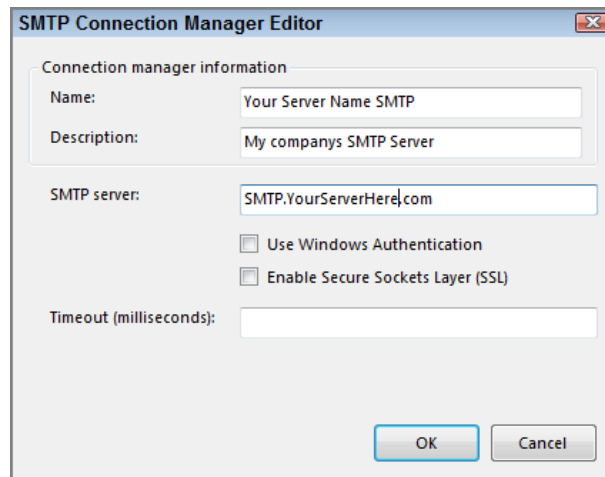 SMTP Connection Manager Editor
Connection manager information
Name: Your Server Name SMTP
Description: My companys SMTP Server
SMTP server: SMTP.YourServerHere.com
Use Windows Authentication
Enable Secure Sockets Layer (SSL)
Timeout (milliseconds):
OK Cancel